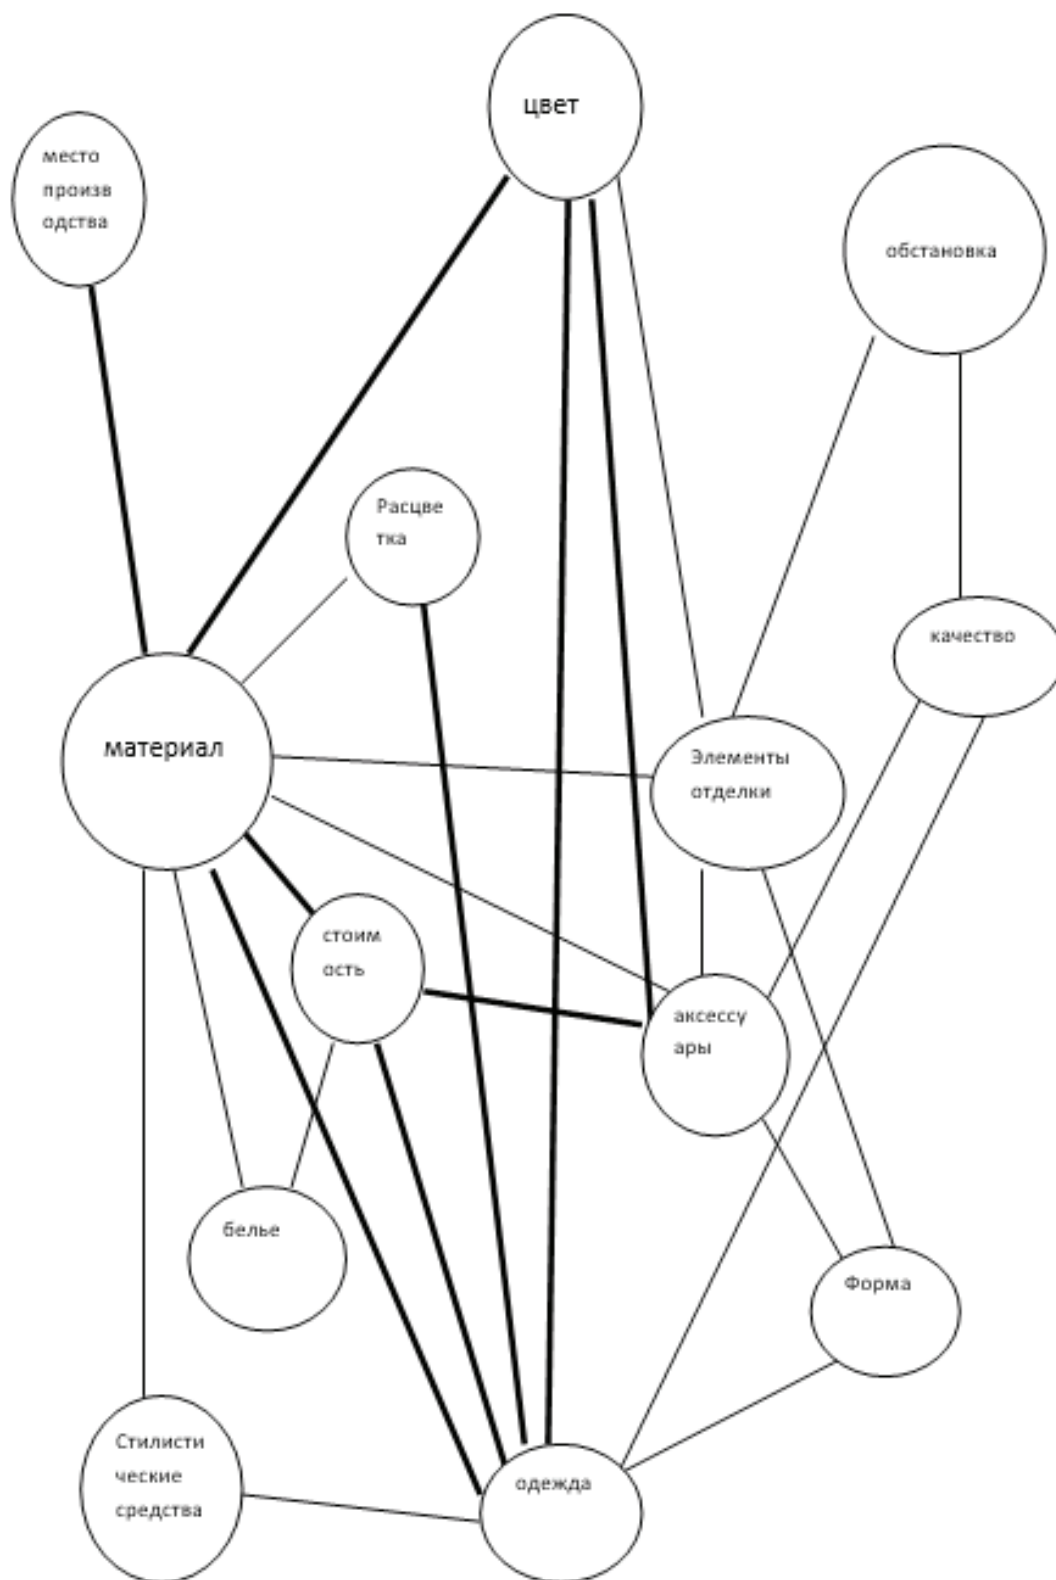 цвет
место
произв
одства
обстановка
Расцве
тка
качество
материал
Элементы
отделки
стоим
ость
аксессу
ары
белье
Форма
Стилисти
ческие
средства
одежда